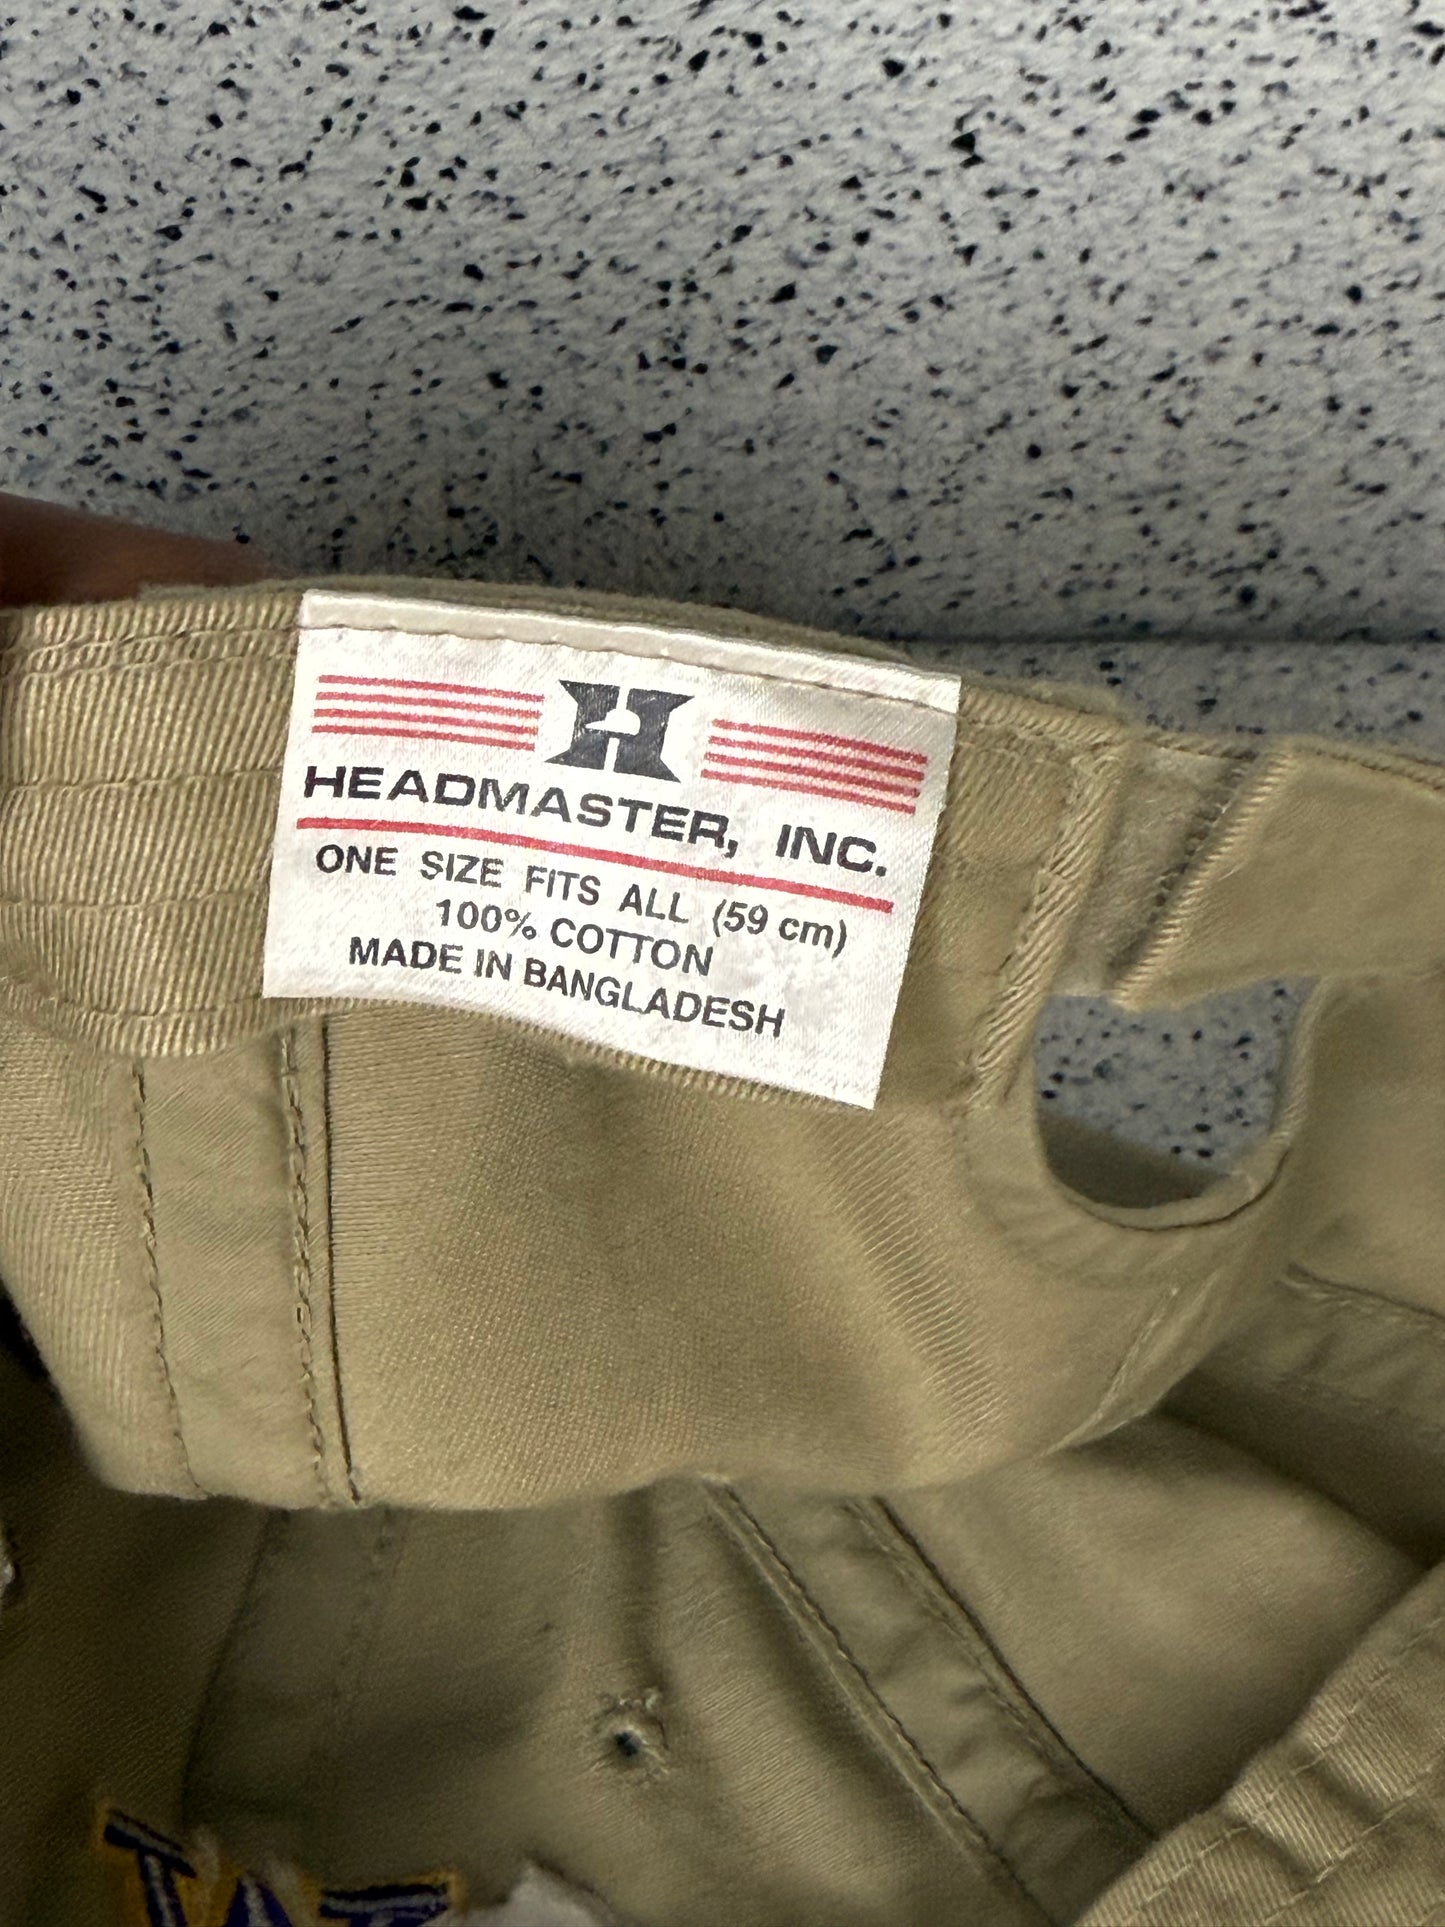 H
HEADMASTER, INC.
ONE SIZE FITS ALL (59 cm)
100% COTTON
MADE IN BANGLADESH